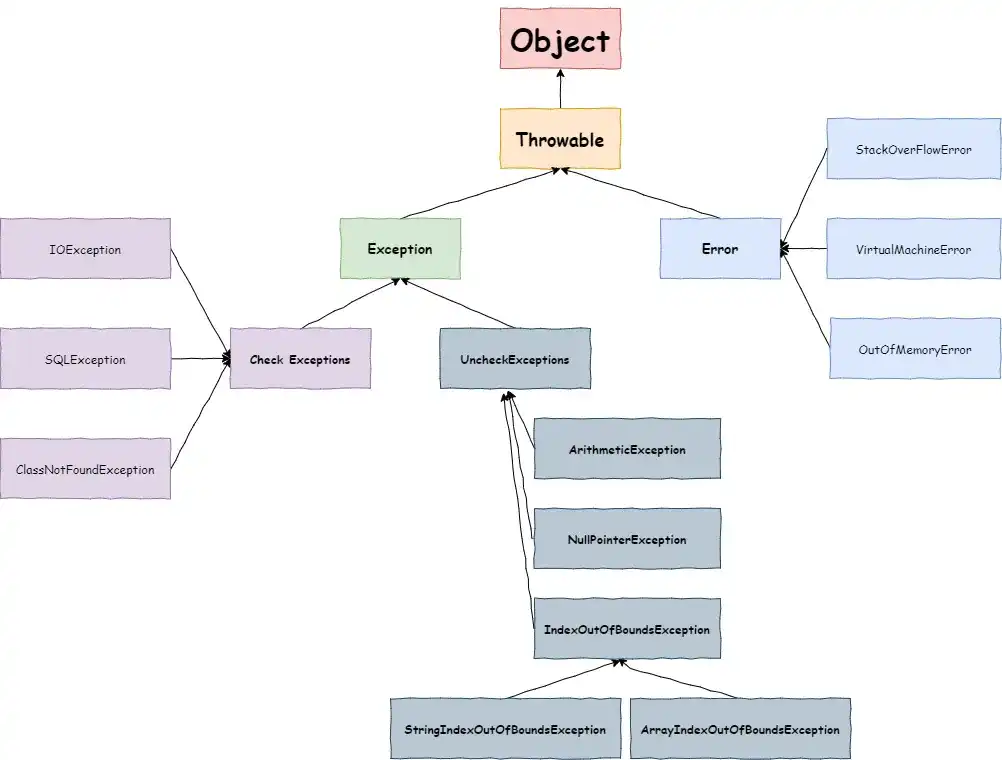 Object
Throwable
StackOverFlowError
IOException
Exception
Error
VirtualMachineError
SQLException
Check Exceptions
UncheckExceptions
OutOfMemoryError
ArithmeticException
ClassNotFoundException
NullPointerException
IndexOutOfBoundsException
StringIndexOutOfBoundsException
ArrayIndexOutOfBoundsException